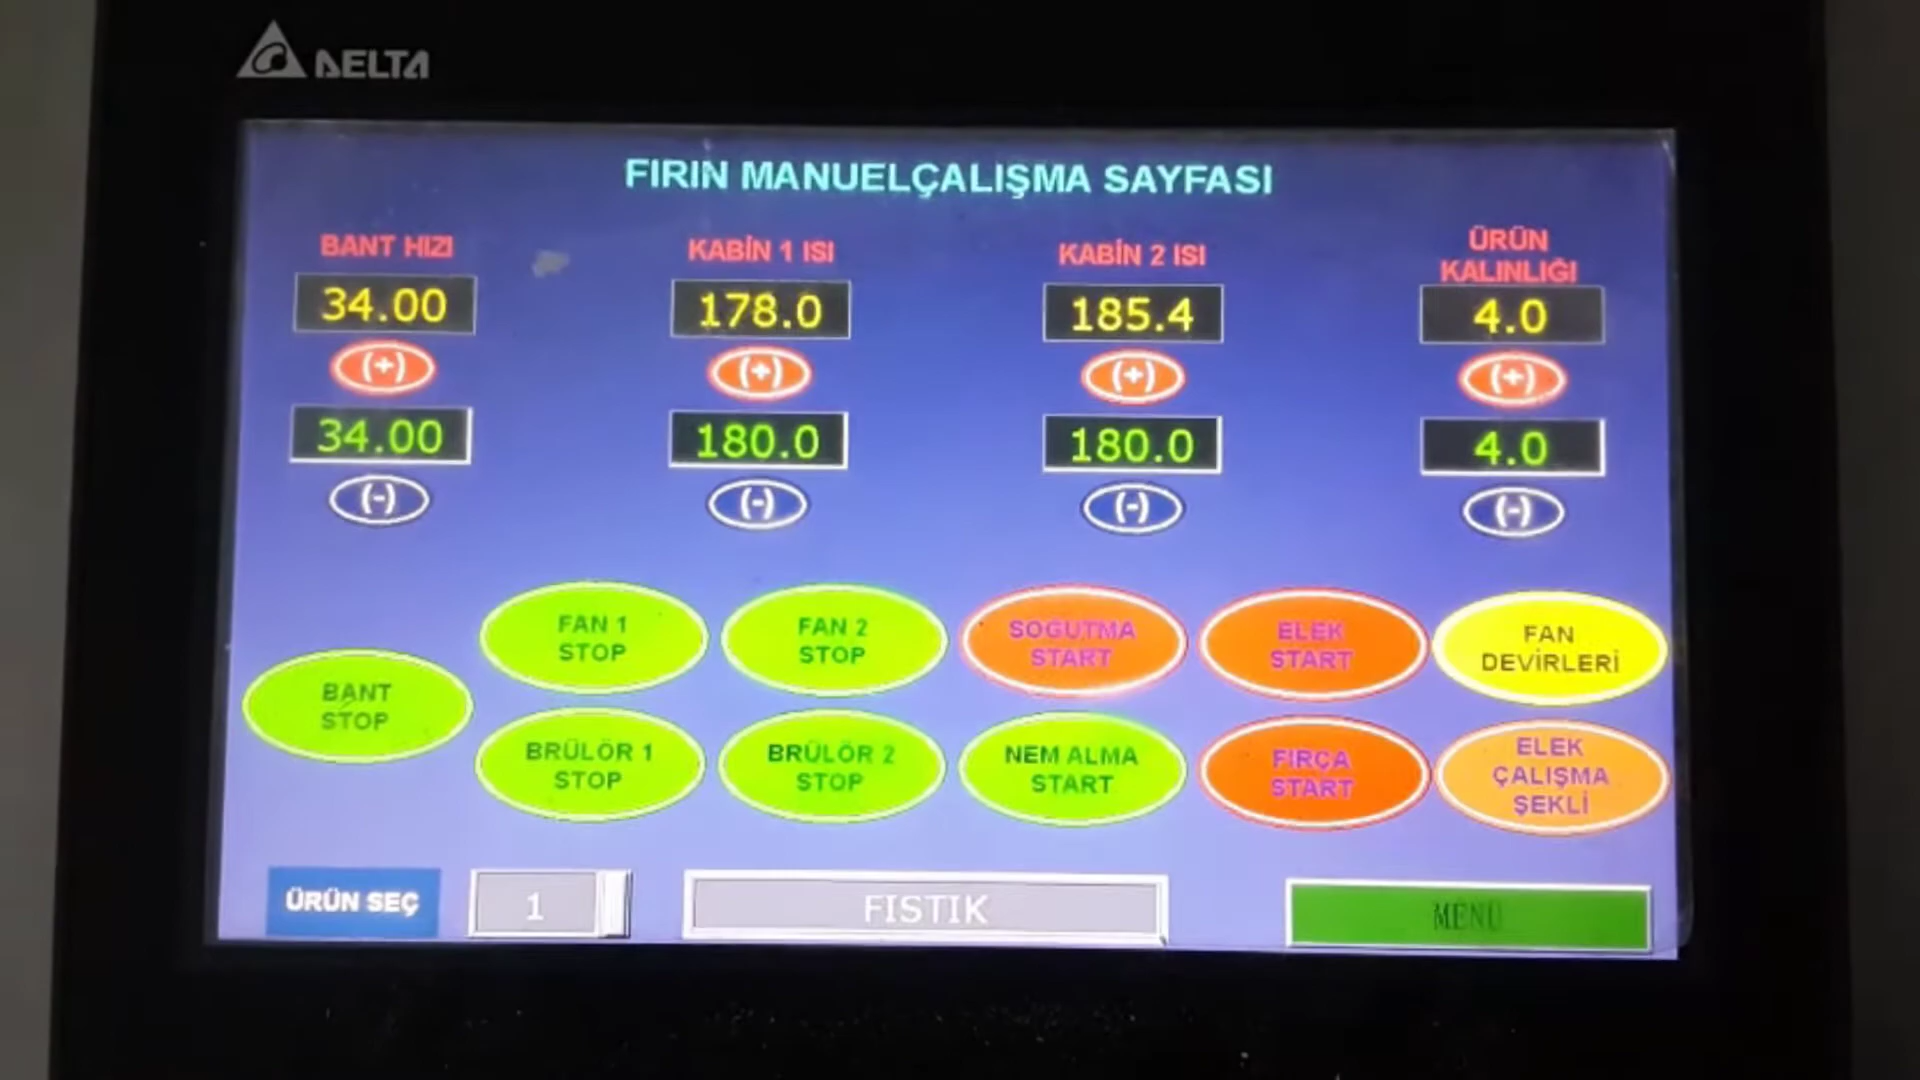 DELTA
FIRIN MANUELÇALIŞMA SAYFASI
BANT HIZI
KABİN 1 ISI
KABİN 2 ISI
ÜRÜN
KALINLIĞI
34.00
178.0
185.4
4.0
(+)
(+)
(+)
(+)
34.00
180.0
180.0
4.0
(-)
(-)
(-)
(-)
BANT
STOP
FAN 1
STOP
FAN 2
STOP
SOGUTMA
START
ELEK
START
FAN
DEVİRLERİ
BRÜLÖR 1
STOP
BRÜLÖR 2
STOP
NEM ALMA
START
FIRÇA
START
ELEK
ÇALIŞMA
ŞEKLİ
ÜRÜN SEÇ
1
FISTIK
MENU